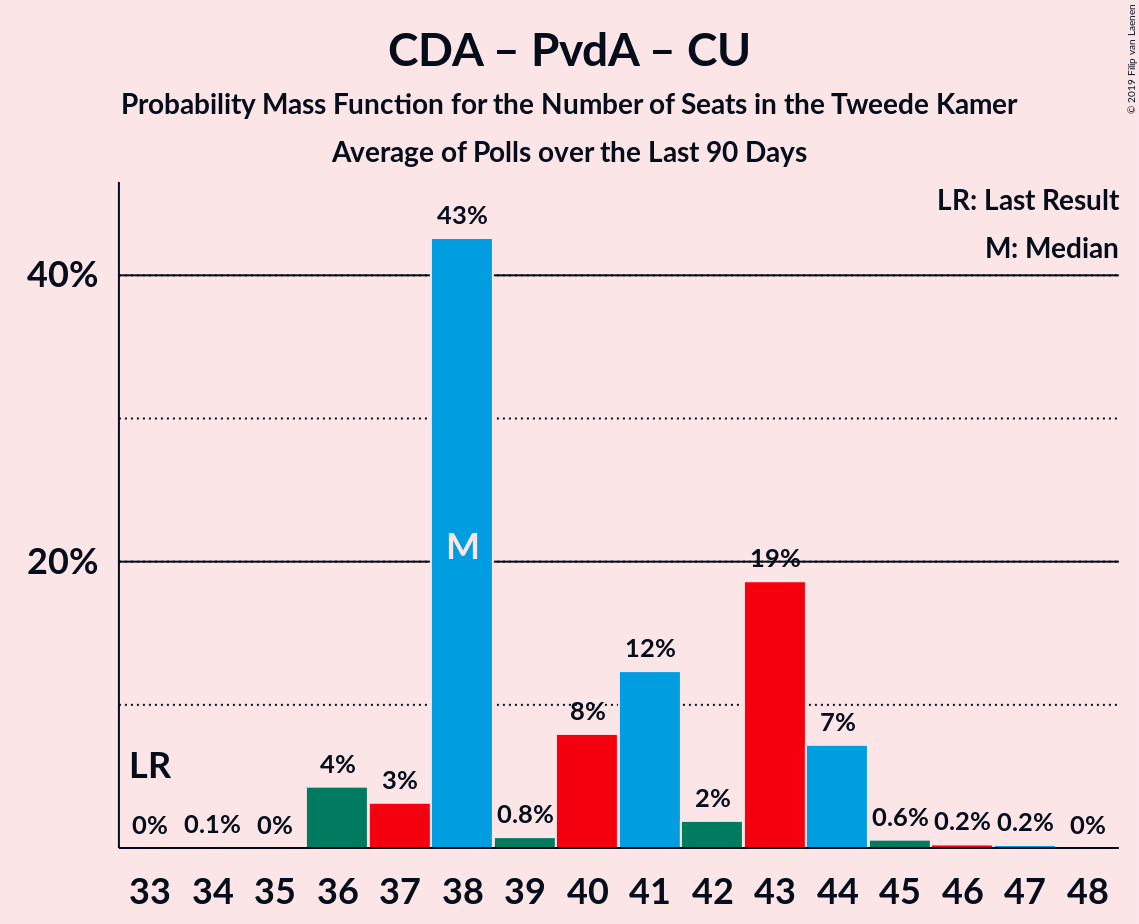 CDA – PvdA – CU
Probability Mass Function for the Number of Seats in the Tweede Kamer
Average of Polls over the Last 90 Days
© 2019 Filip van Laenen
LR: Last Result
M: Median
40%
20%
LR
M
0%
0.1%
0%
4%
3%
43%
0.8%
8%
12%
2%
19%
7%
0.6%
0.2%
0.2%
0%
33 34 35 36 37 38 39 40 41 42 43 44 45 46 47 48